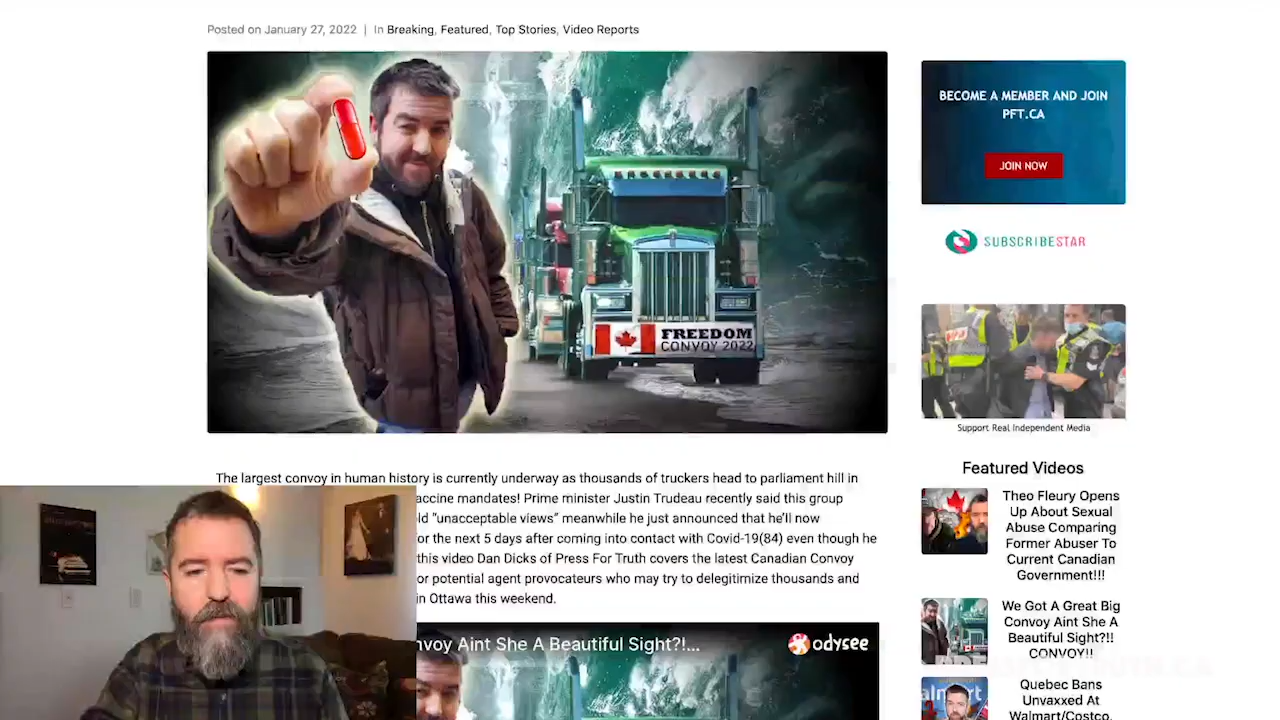 Posted on January 27, 2022 | In Breaking, Featured, Top Stories, Video Reports
FREEDOM
CONVOY 2022
BECOME A MEMBER AND JOIN
PFT.CA
JOIN NOW
SUBSCRIBESTAR
Support Real Independent Media
The largest convoy in human history is currently underway as thousands of truckers head to parliament hill in
vaccine mandates! Prime minister Justin Trudeau recently said this group
"unacceptable views" meanwhile he just announced that he'll now
for the next 5 days after coming into contact with Covid-19(84) even though he
this video Dan Dicks of Press For Truth covers the latest Canadian Convoy
or potential agent provocateurs who may try to delegitimize thousands and
in Ottawa this weekend.
nvoy Aint She A Beautiful Sight?!...
odysee
Featured Videos
Theo Fleury Opens
Up About Sexual
Abuse Comparing
Former Abuser To
Current Canadian
Government!!!
We Got A Great Big
Convoy Aint She A
Beautiful Sight?!!
CONVOY!!
Quebec Bans
Unvaxxed At
Walmart/Costco,